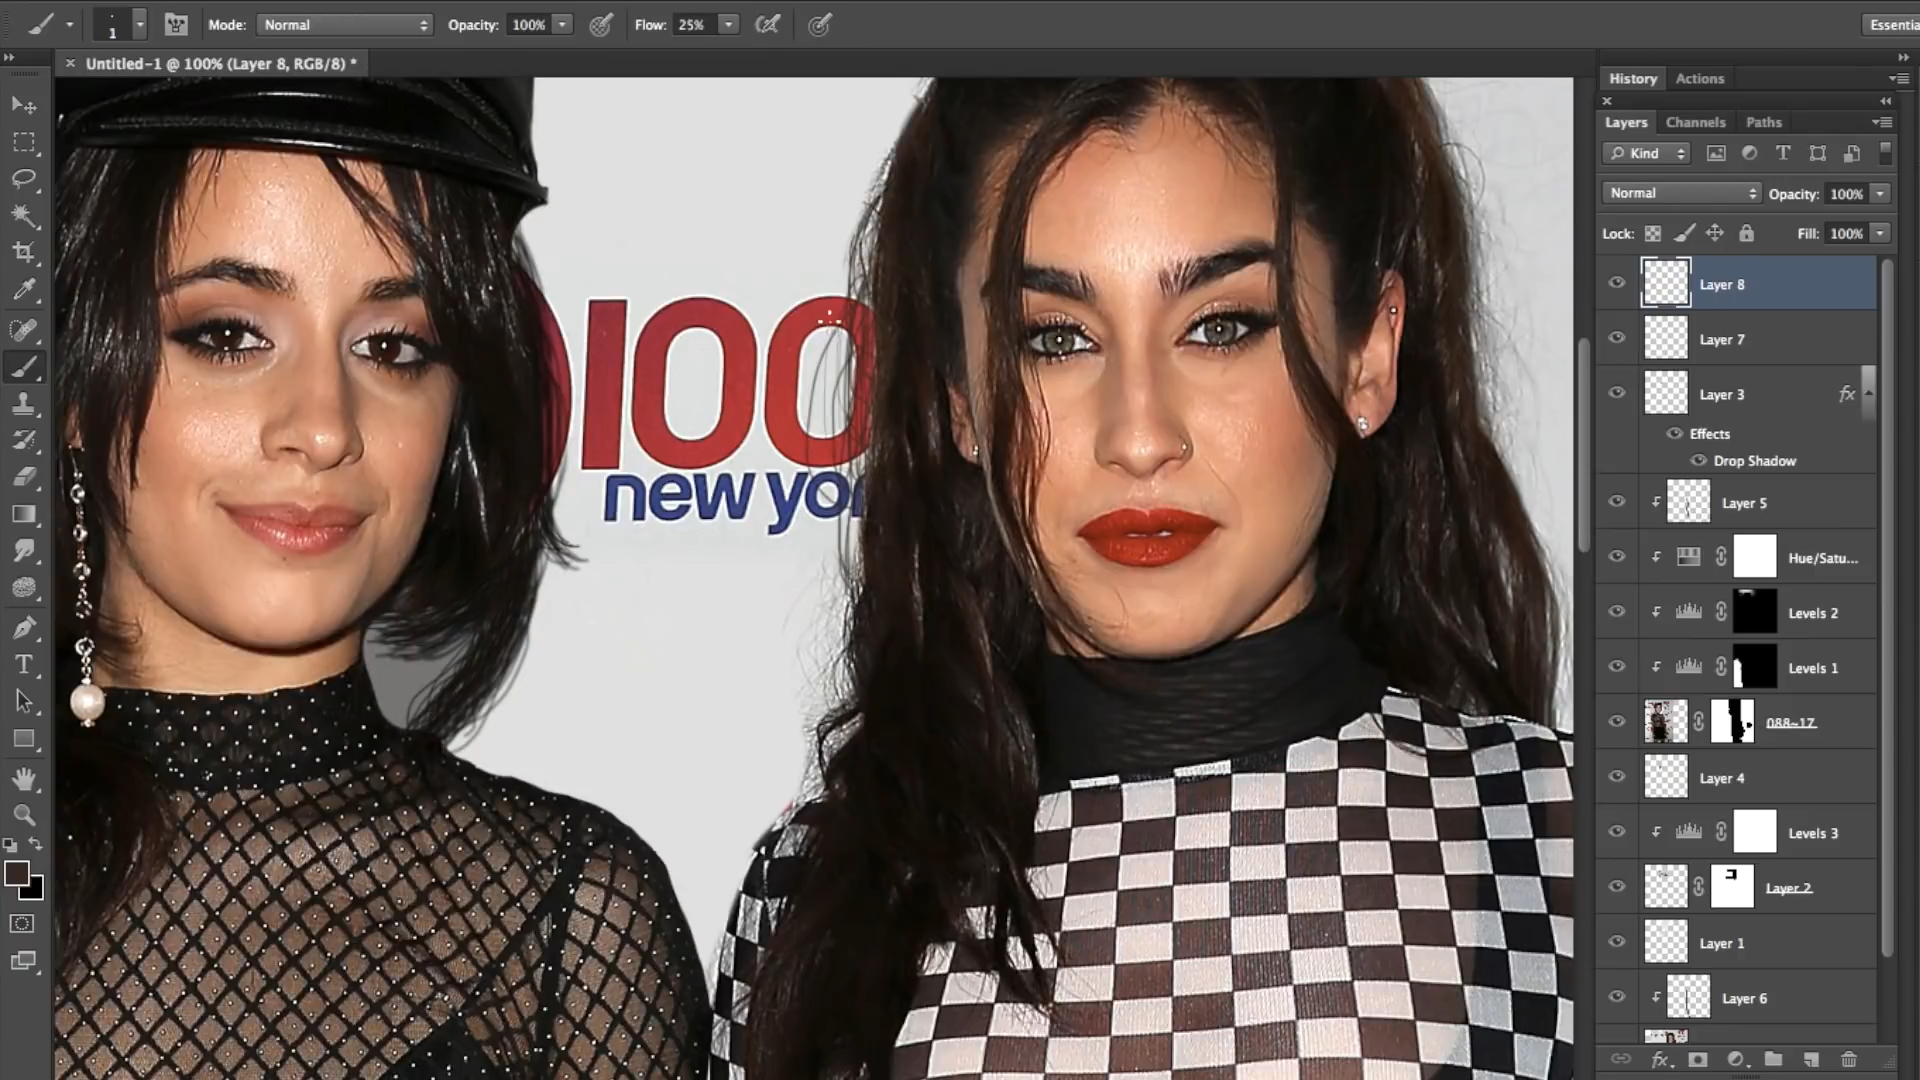 1
Mode: Normal Opacity: 100% Flow: 25% Essentia
× Untitled-1 @ 100% (Layer 8, RGB/8) *
History Actions
Layers Channels Paths
Kind
Normal Opacity: 100%
Lock: Fill: 100%
Layer 8
Layer 7
Layer 3 fx
Effects
Drop Shadow
Layer 5
Hue/Satu...
Levels 2
Levels 1
088~17
Layer 4
Levels 3
Layer 2
Layer 1
Layer 6
fx
100
new yor